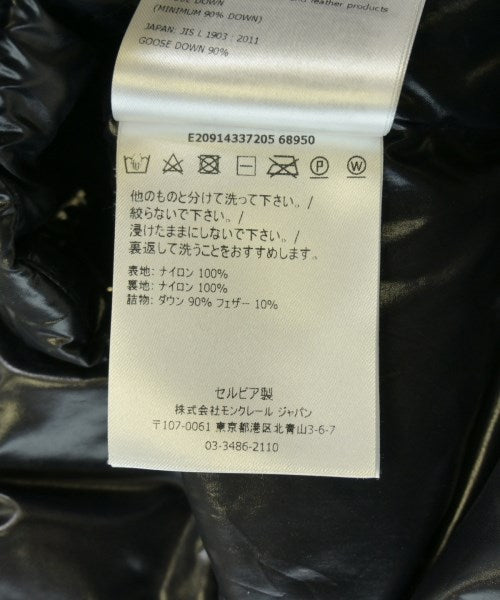 and leather products
(MINIMUM 90% DOWN)
JAPAN: JIS L 1903 : 2011
GOOSE DOWN 90%
E20914337205 68950
P W
他のものと分けて洗って下さい。/
絞らないで下さい。/
浸けたままにしないで下さい。/
裏返して洗うことをおすすめします。
表地: ナイロン 100%
裏地: ナイロン 100%
詰物: ダウン 90% フェザー 10%
セルビア製
株式会社モンクレール ジャパン
〒107-0061 東京都港区北青山3-6-7
03-3486-2110